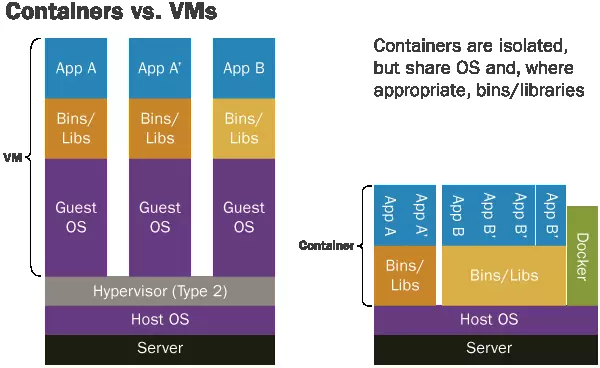 Containers vs. VMs
Containers are isolated,
but share OS and, where
appropriate, bins/libraries
VM
App A
App A'
App B
Bins/
Libs
Bins/
Libs
Bins/
Libs
Guest
OS
Guest
OS
Guest
OS
Hypervisor (Type 2)
Host OS
Server
Container
App A
App A'
App B
App B'
App B'
App B'
Docker
Bins/
Libs
Bins/Libs
Host OS
Server